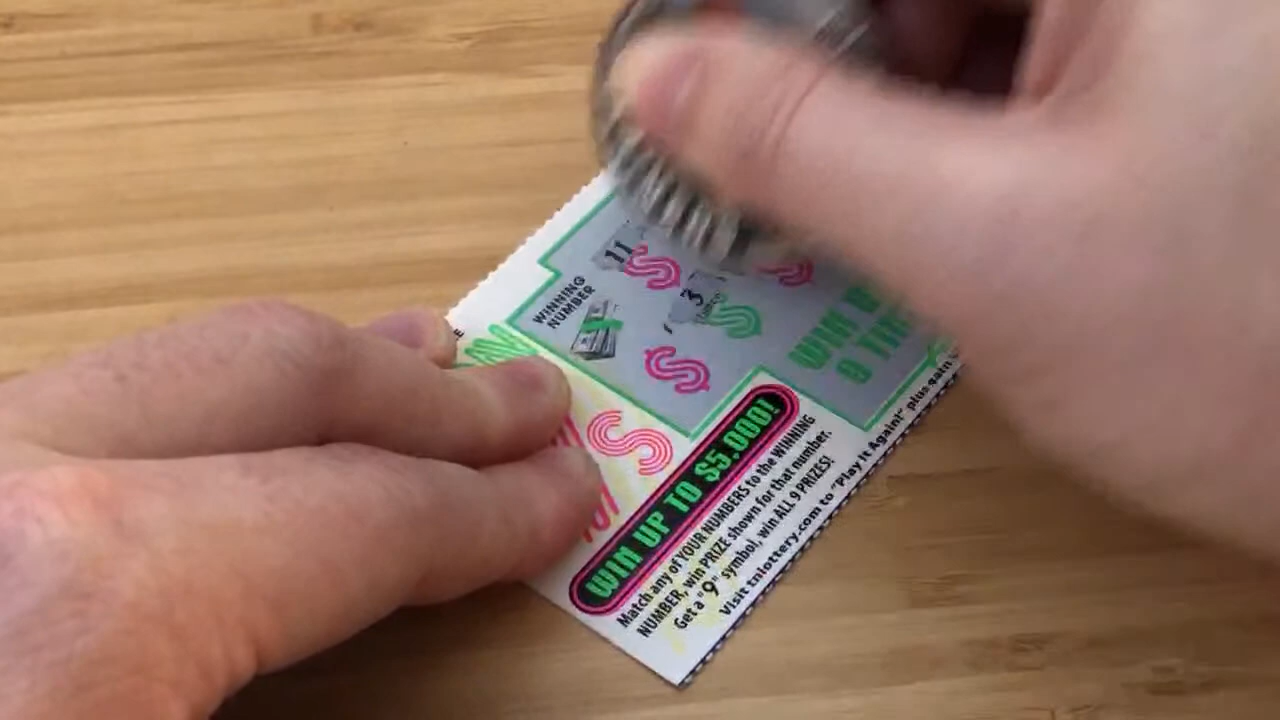 11
WINNING
NUMBER
3
WIN
WIN UP TO $5,000!
Match any of YOUR NUMBERS to the WINNING
NUMBER, win PRIZE shown for that number.
Get a "9" symbol, win ALL 9 PRIZES!
Visit tnlottery.com to "Play It Again!" plus earn